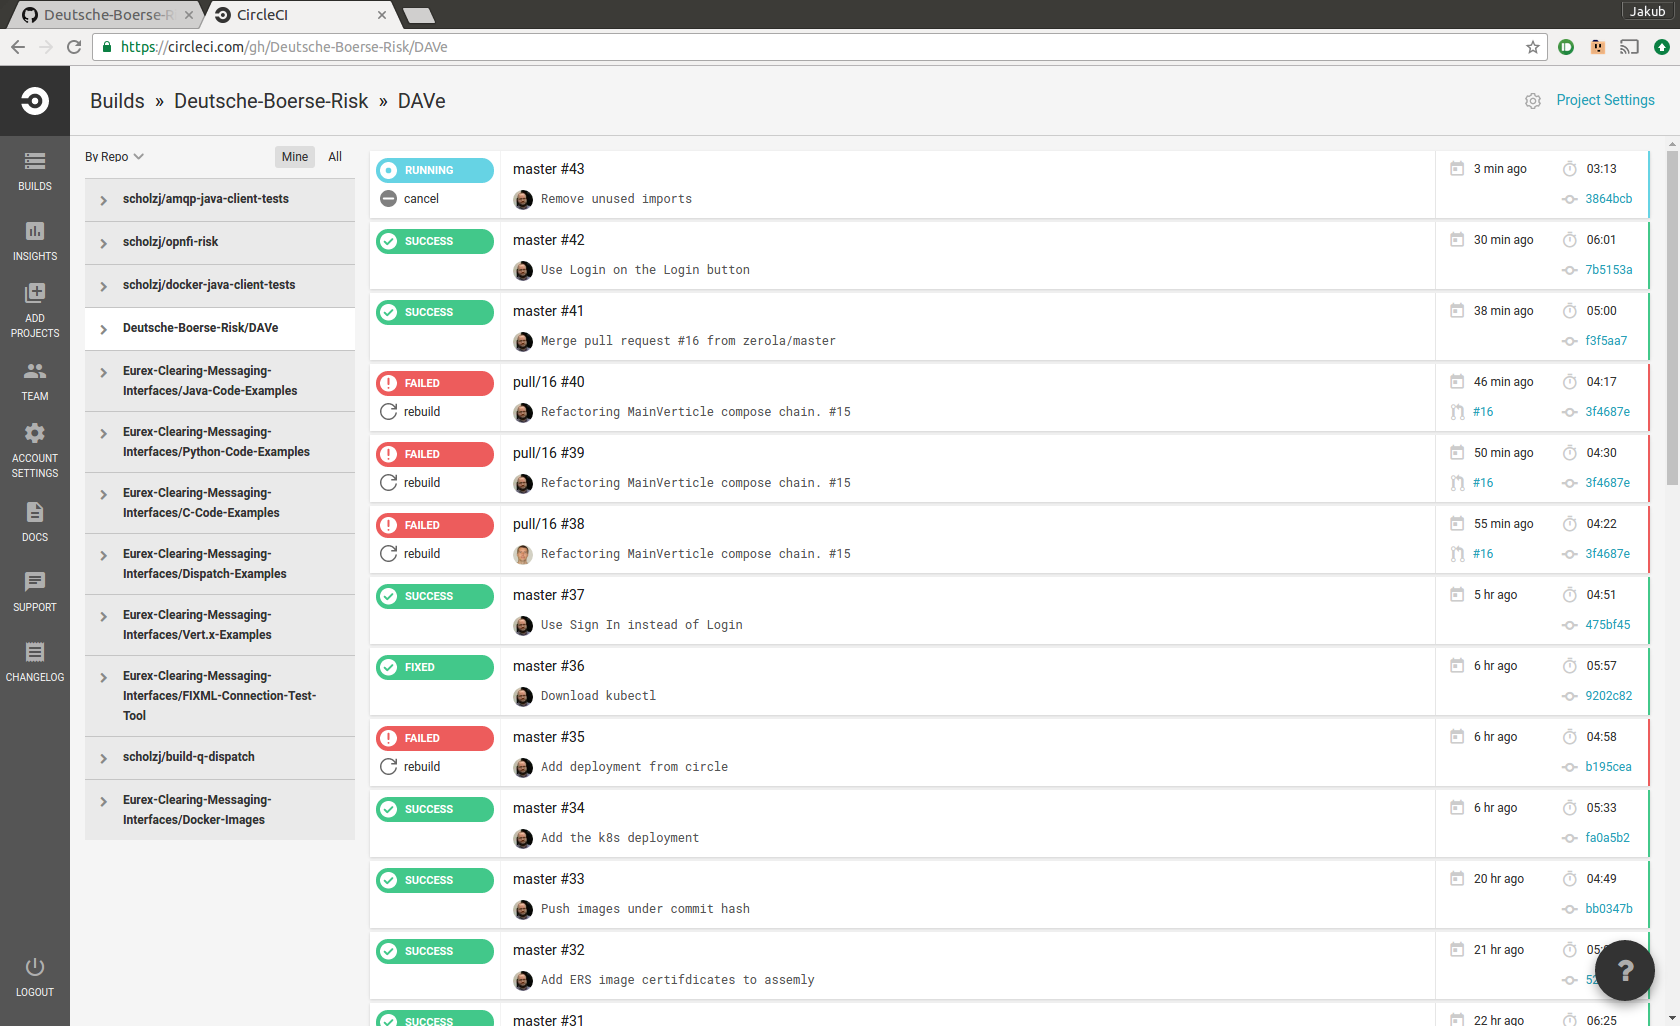 Deutsche-Boerse-R
CircleCI
Jakub
https://circleci.com/gh/Deutsche-Boerse-Risk/DAVe
Builds » Deutsche-Boerse-Risk » DAVe
Project Settings
BUILDS
INSIGHTS
ADD
PROJECTS
TEAM
ACCOUNT
SETTINGS
DOCS
SUPPORT
CHANGELOG
LOGOUT
By Repo
Mine
All
scholzj/amqp-java-client-tests
scholzj/opnfi-risk
scholzj/docker-java-client-tests
Deutsche-Boerse-Risk/DAVe
Eurex-Clearing-Messaging-
Interfaces/Java-Code-Examples
Eurex-Clearing-Messaging-
Interfaces/Python-Code-Examples
Eurex-Clearing-Messaging-
Interfaces/C-Code-Examples
Eurex-Clearing-Messaging-
Interfaces/Dispatch-Examples
Eurex-Clearing-Messaging-
Interfaces/Vert.x-Examples
Eurex-Clearing-Messaging-
Interfaces/FIXML-Connection-Test-
Tool
scholzj/build-q-dispatch
Eurex-Clearing-Messaging-
Interfaces/Docker-Images
RUNNING master #43 3 min ago 03:13
cancel Remove unused imports 3864bcb
SUCCESS master #42 30 min ago 06:01
Use Login on the Login button 7b5153a
SUCCESS master #41 38 min ago 05:00
Merge pull request #16 from zerola/master f3f5aa7
FAILED pull/16 #40 46 min ago 04:17
rebuild Refactoring MainVerticle compose chain. #15 #16 3f4687e
FAILED pull/16 #39 50 min ago 04:30
rebuild Refactoring MainVerticle compose chain. #15 #16 3f4687e
FAILED pull/16 #38 55 min ago 04:22
rebuild Refactoring MainVerticle compose chain. #15 #16 3f4687e
SUCCESS master #37 5 hr ago 04:51
Use Sign In instead of Login 475bf45
FIXED master #36 6 hr ago 05:57
Download kubectl 9202c82
FAILED master #35 6 hr ago 04:58
rebuild Add deployment from circle b195cea
SUCCESS master #34 6 hr ago 05:33
Add the k8s deployment fa0a5b2
SUCCESS master #33 20 hr ago 04:49
Push images under commit hash bb0347b
SUCCESS master #32 21 hr ago
Add ERS image certifdicates to assemly
SUCCESS master #31 22 hr ago 06:25
?